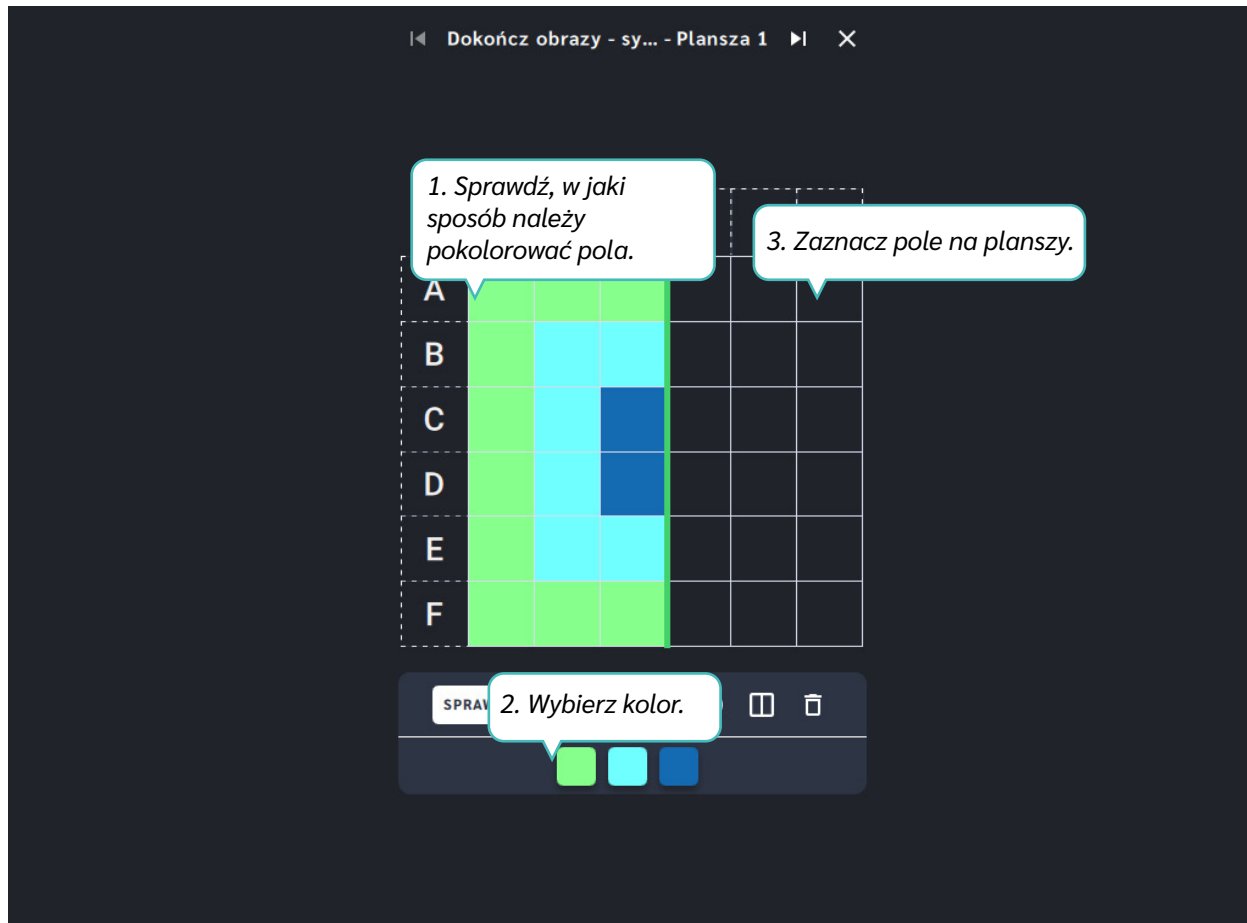 Dokończ obrazy - sy... - Plansza 1
1. Sprawdź, w jaki
sposób należy
pokolorować pola.
3. Zaznacz pole na planszy.
A
B
C
D
E
F
2. Wybierz kolor.